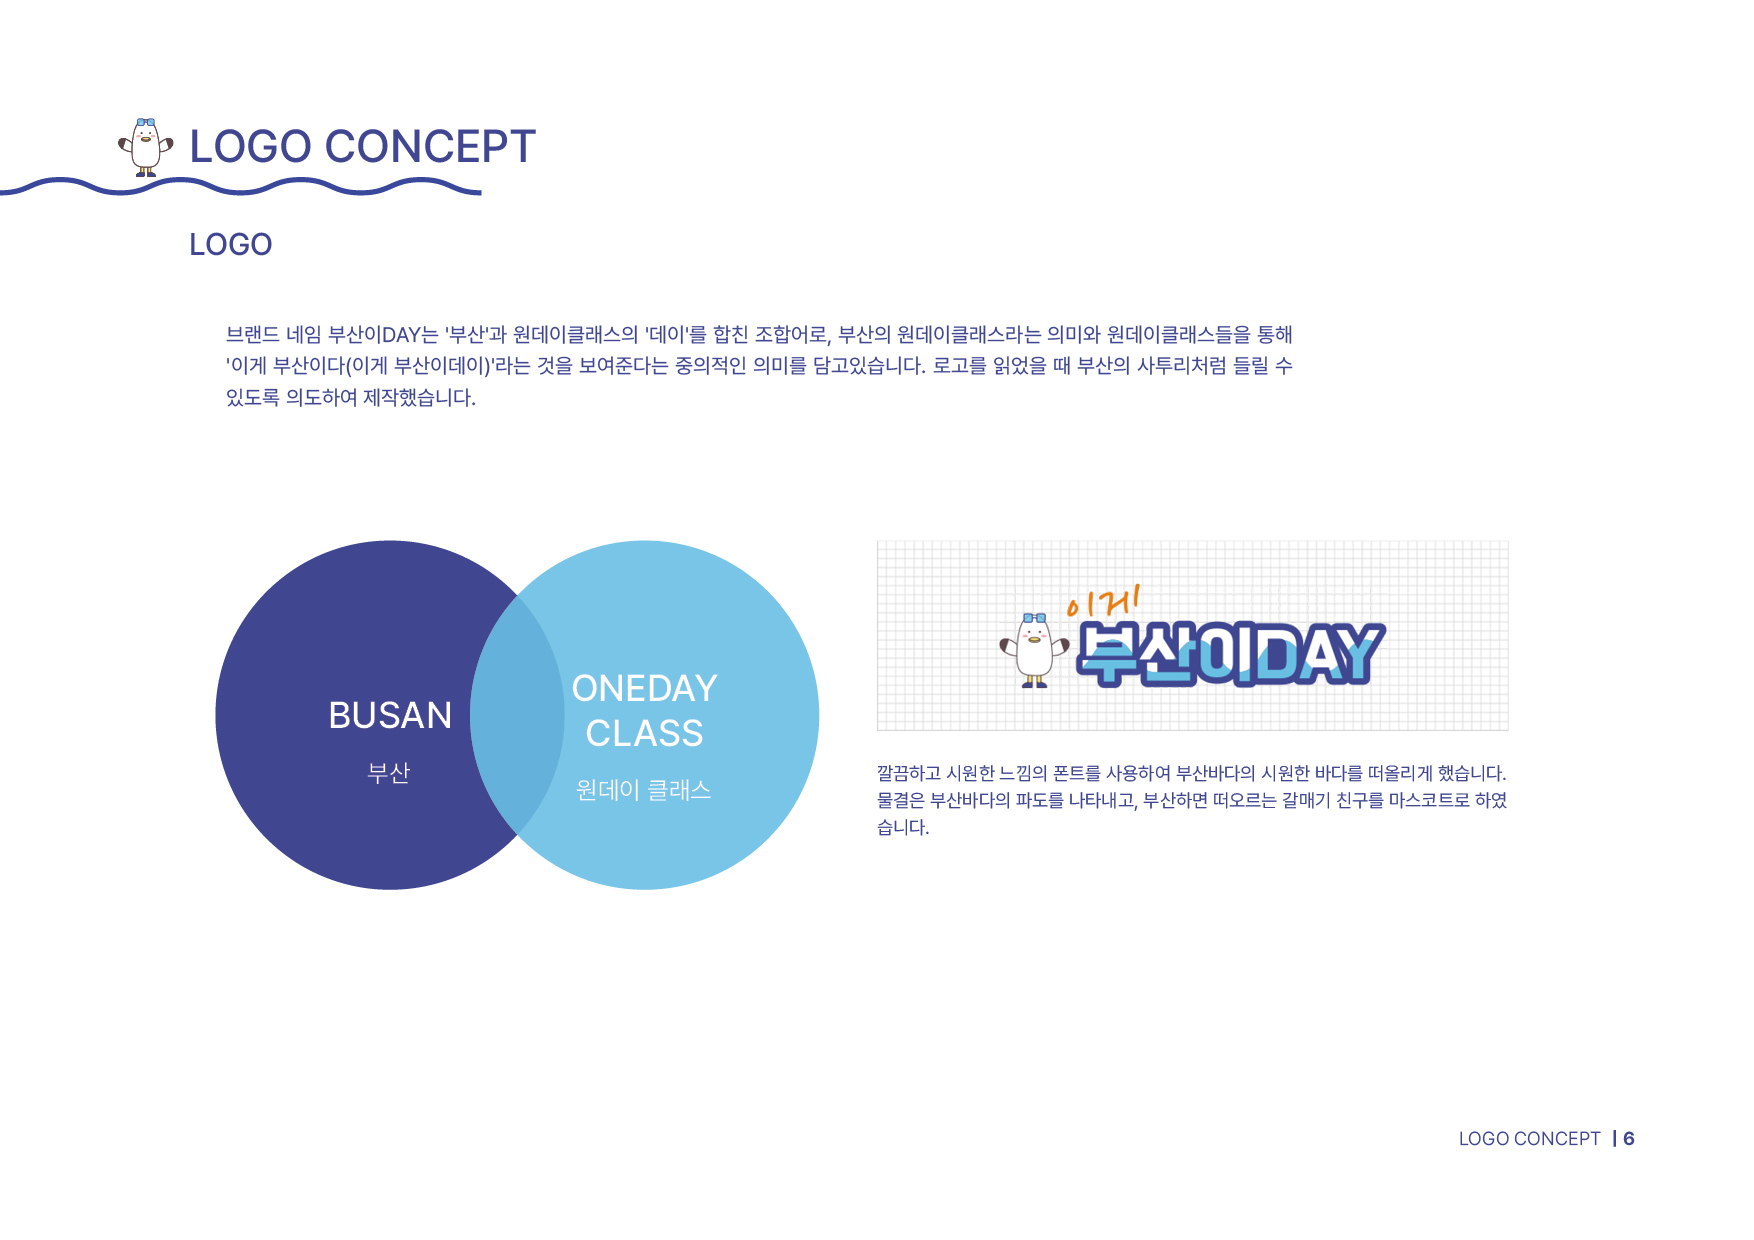 LOGO CONCEPT
LOGO
브랜드 네임 부산이DAY는 '부산'과 원데이클래스의 '데이'를 합친 조합어로, 부산의 원데이클래스라는 의미와 원데이클래스들을 통해
'이게 부산이다(이게 부산이데이)'라는 것을 보여준다는 중의적인 의미를 담고있습니다. 로고를 읽었을 때 부산의 사투리처럼 들릴 수
있도록 의도하여 제작했습니다.
BUSAN
부산
ONEDAY
CLASS
원데이 클래스
이게
부산이DAY
깔끔하고 시원한 느낌의 폰트를 사용하여 부산바다의 시원한 바다를 떠올리게 했습니다.
물결은 부산바다의 파도를 나타내고, 부산하면 떠오르는 갈매기 친구를 마스코트로 하였
습니다.
LOGO CONCEPT | 6